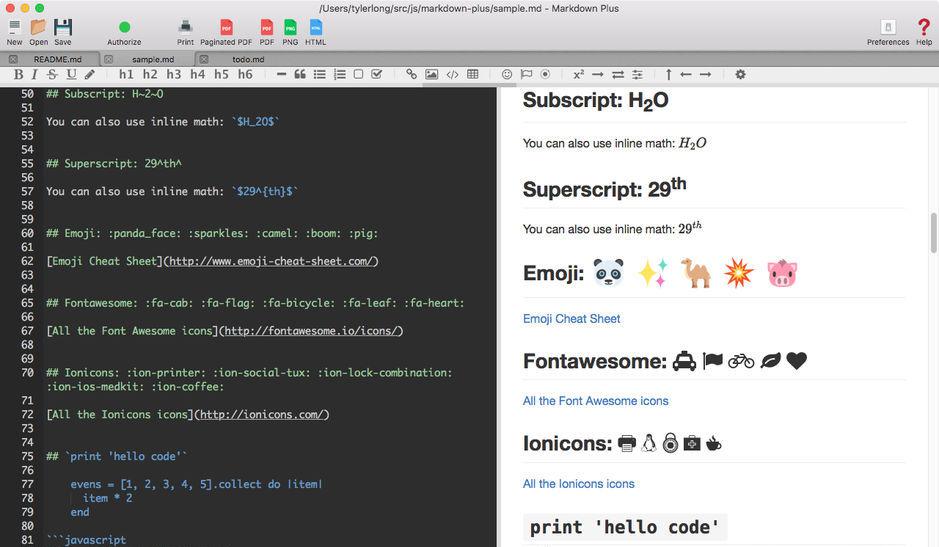 /Users/tylerlong/src/js/markdown-plus/sample.md - Markdown Plus
New Open Save Authorize Print Paginated PDF PDF PNG HTML Preferences Help
README.md sample.md todo.md
B I S U h1 h2 h3 h4 h5 h6 x²
50 ## Subscript: H~2~O
51
52 You can also use inline math: `$H_2O$`
53
54
55 ## Superscript: 29^th^
56
57 You can also use inline math: `$29^{th}$`
58
59
60 ## Emoji: :panda_face: :sparkles: :camel: :boom: :pig:
61
62 [Emoji Cheat Sheet](http://www.emoji-cheat-sheet.com/)
63
64
65 ## Fontawesome: :fa-cab: :fa-flag: :fa-bicycle: :fa-leaf: :fa-heart:
66
67 [All the Font Awesome icons](http://fontawesome.io/icons/)
68
69
70 ## Ionicons: :ion-printer: :ion-social-tux: :ion-lock-combination:
:ion-ios-medkit: :ion-coffee:
71
72 [All the Ionicons icons](http://ionicons.com/)
73
74
75 ## `print 'hello code'`
76
77 evens = [1, 2, 3, 4, 5].collect do |item|
78 item * 2
79 end
80
81 ```javascript
Subscript: H₂O
You can also use inline math: H₂O
Superscript: 29th
You can also use inline math: 29th
Emoji: 🐼 ✨ 🐫 💥 🐷
Emoji Cheat Sheet
Fontawesome:
All the Font Awesome icons
Ionicons:
All the Ionicons icons
print 'hello code'